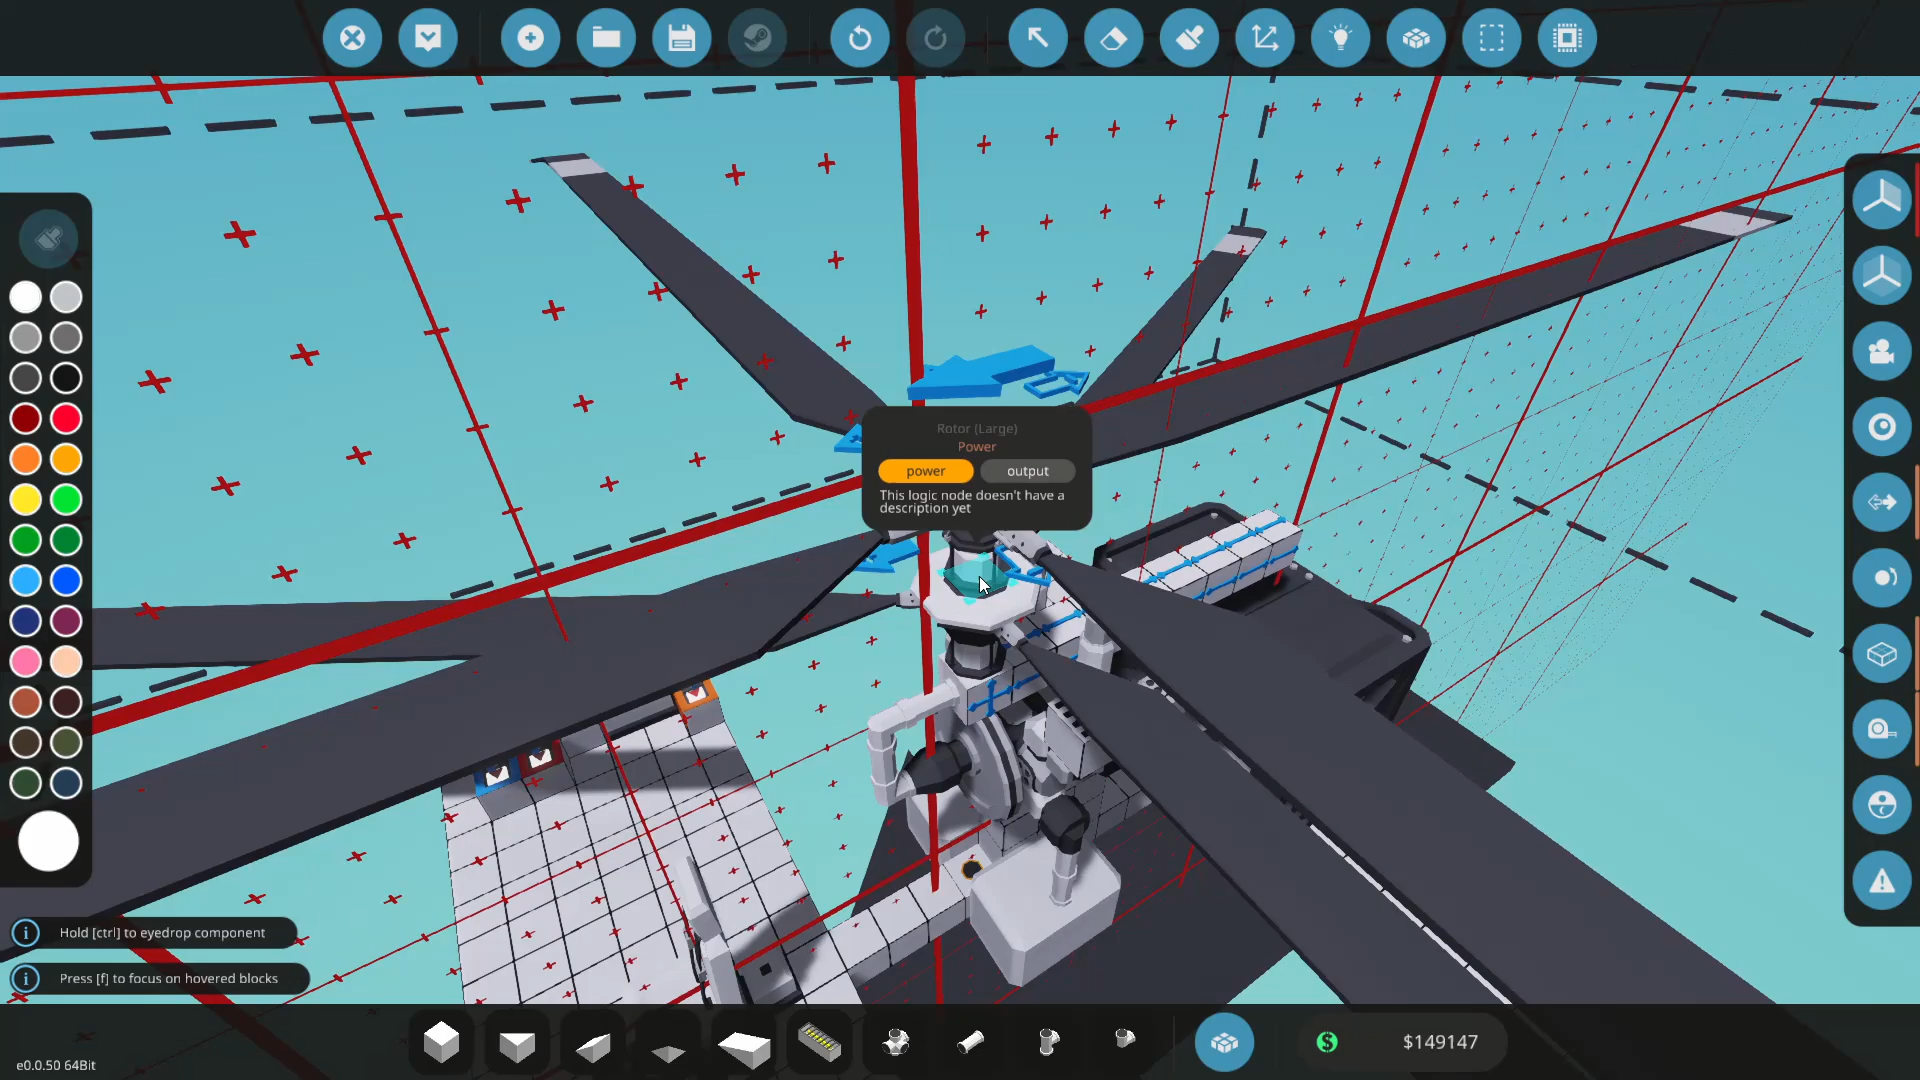 Rotor (Large)
Power
power output
This logic node doesn't have a
description yet
Hold [ctrl] to eyedrop component
Press [f] to focus on hovered blocks
$ $149147
e0.0.50 64Bit